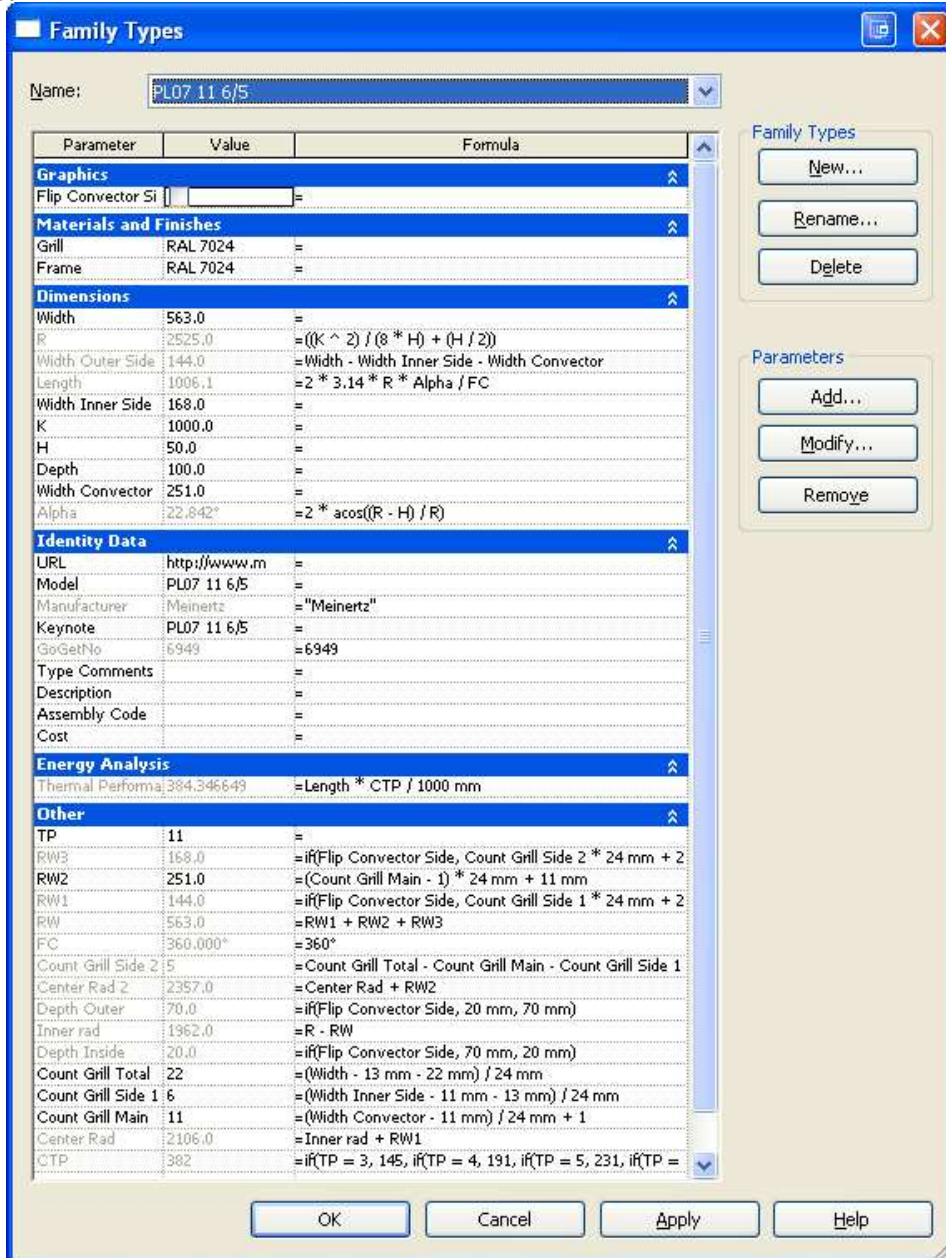 Family Types
Name: PL07 11 6/5
Parameter Value Formula
Graphics
Flip Convector Si =
Materials and Finishes
Grill RAL 7024 =
Frame RAL 7024 =
Dimensions
Width 563.0 =
R 2525.0 =((K ^ 2) / (8 * H) + (H / 2))
Width Outer Side 144.0 =Width - Width Inner Side - Width Convector
Length 1006.1 =2 * 3.14 * R * Alpha / FC
Width Inner Side 168.0 =
K 1000.0 =
H 50.0 =
Depth 100.0 =
Width Convector 251.0 =
Alpha 22.842° =2 * acos((R - H) / R)
Identity Data
URL http://www.m =
Model PL07 11 6/5 =
Manufacturer Meinertz ="Meinertz"
Keynote PL07 11 6/5 =
GoGetNo 6949 =6949
Type Comments =
Description =
Assembly Code =
Cost =
Energy Analysis
Thermal Performa 384.346649 =Length * CTP / 1000 mm
Other
TP 11 =
RW3 168.0 =if(Flip Convector Side, Count Grill Side 2 * 24 mm + 2
RW2 251.0 =(Count Grill Main - 1) * 24 mm + 11 mm
RW1 144.0 =if(Flip Convector Side, Count Grill Side 1 * 24 mm + 2
RW 563.0 =RW1 + RW2 + RW3
FC 360.000° =360°
Count Grill Side 2 5 =Count Grill Total - Count Grill Main - Count Grill Side 1
Center Rad 2 2357.0 =Center Rad + RW2
Depth Outer 70.0 =if(Flip Convector Side, 20 mm, 70 mm)
Inner rad 1962.0 =R - RW
Depth Inside 20.0 =if(Flip Convector Side, 70 mm, 20 mm)
Count Grill Total 22 =(Width - 13 mm - 22 mm) / 24 mm
Count Grill Side 1 6 =(Width Inner Side - 11 mm - 13 mm) / 24 mm
Count Grill Main 11 =(Width Convector - 11 mm) / 24 mm + 1
Center Rad 2106.0 =Inner rad + RW1
CTP 382 =if(TP = 3, 145, if(TP = 4, 191, if(TP = 5, 231, if(TP =
Family Types
New...
Rename...
Delete
Parameters
Add...
Modify...
Remove
OK Cancel Apply Help